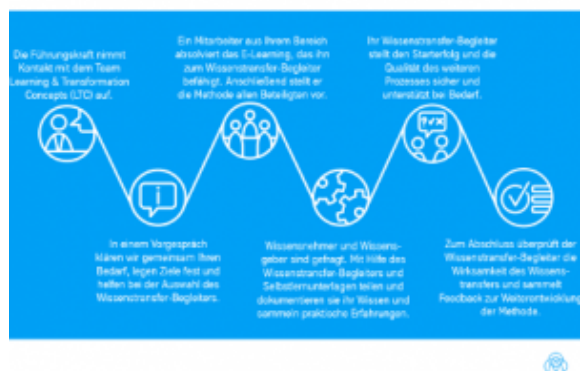 Die Führungskraft nimmt
Kontakt mit dem Team
Learning & Transformation
Concepts (LTC) auf.
In einem Vorgespräch
klären wir gemeinsam Ihren
Bedarf, legen Ziele fest und
helfen bei der Auswahl des
Wissenstransfer-Begleiters.
Ein Mitarbeiter aus Ihrem Bereich
absolviert das E-Learning, das ihn
zum Wissenstransfer-Begleiter
befähigt. Anschließend stellt er
die Methode allen Beteiligten vor.
Wissensnehmer und Wissens-
geber sind gefragt. Mit Hilfe des
Wissenstransfer-Begleiters und
Selbstlernunterlagen teilen und
dokumentieren sie ihr Wissen und
sammeln praktische Erfahrungen.
Ihr Wissenstransfer-Begleiter
stellt den Starterfolg und die
Qualität des weiteren
Prozesses sicher und
unterstützt bei Bedarf.
Zum Abschluss überprüft der
Wissenstransfer-Begleiter die
Wirksamkeit des Wissens-
transfers und sammelt
Feedback zur Weiterentwicklung
der Methode.